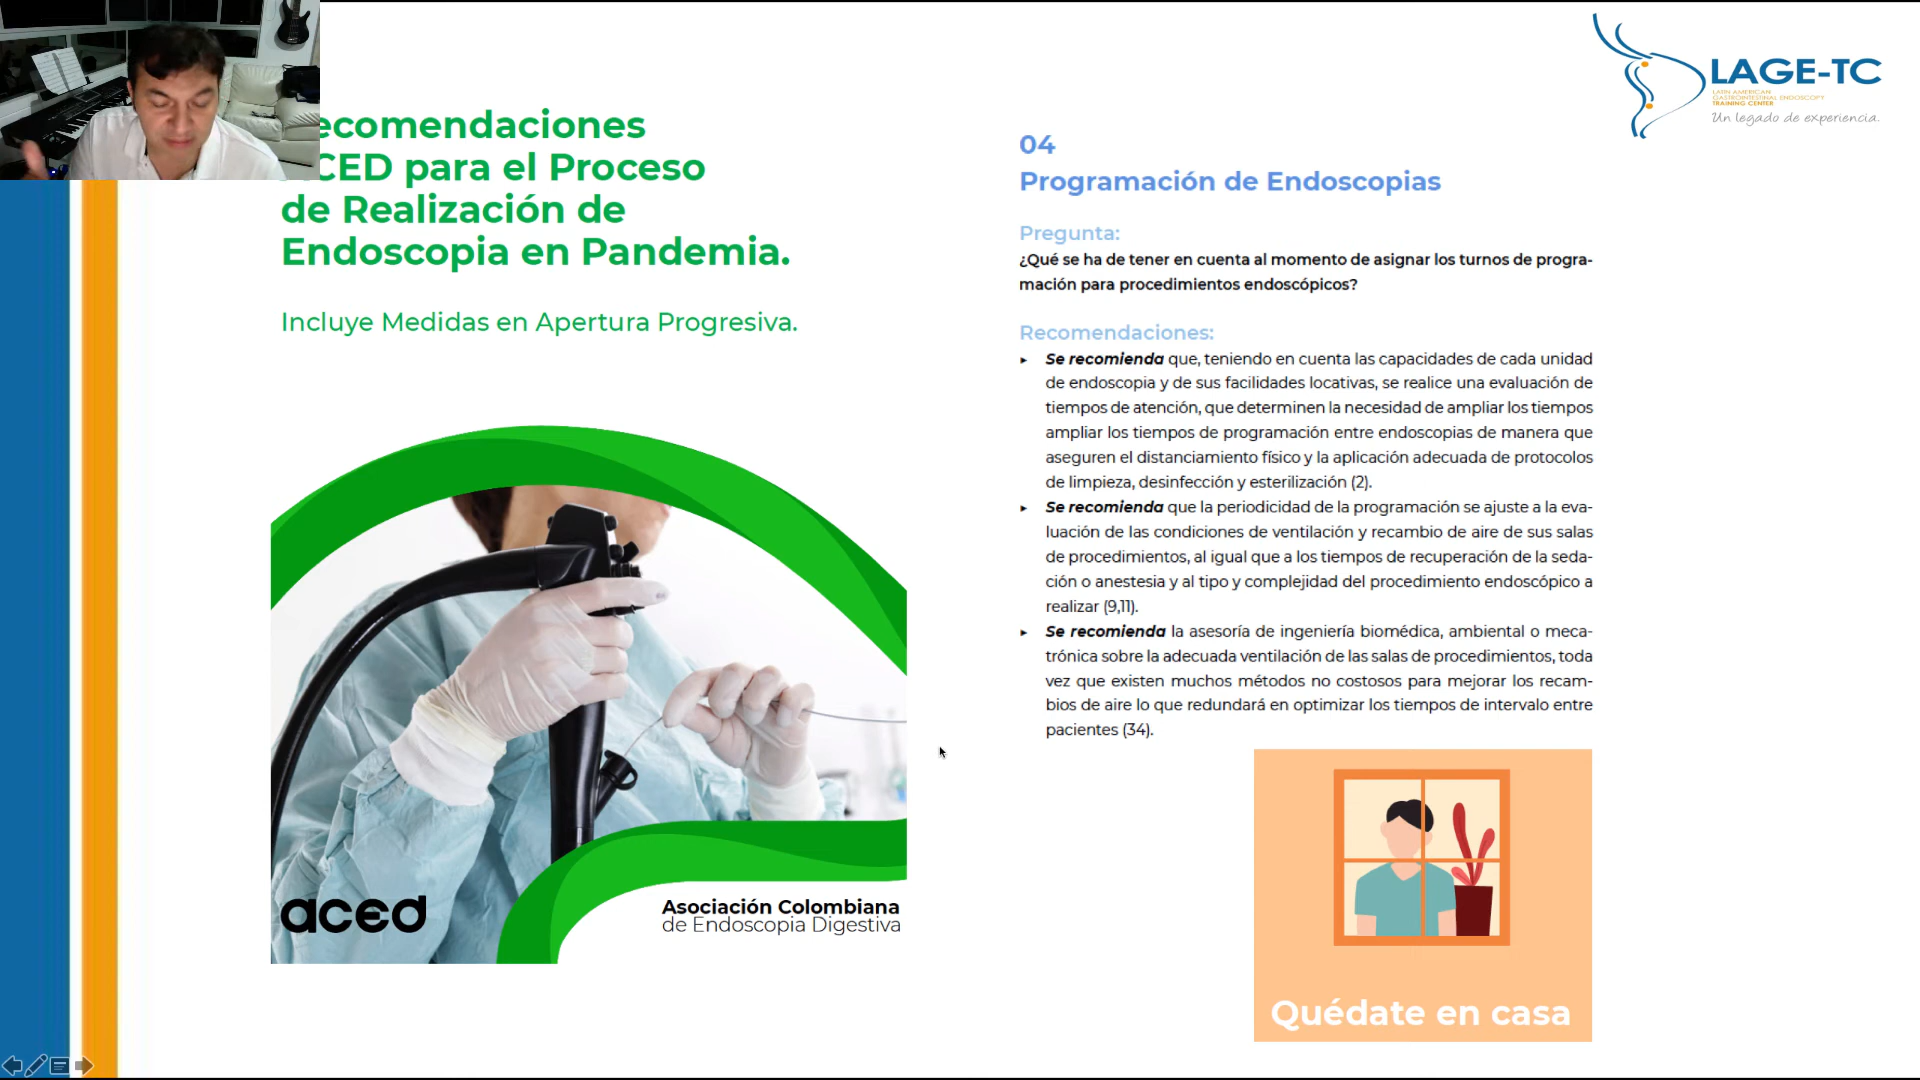 ecomendaciones
CED para el Proceso
de Realización de
Endoscopia en Pandemia.
Incluye Medidas en Apertura Progresiva.
aced
Asociación Colombiana
de Endoscopia Digestiva
LAGE-TC
LATIN AMERICAN
GASTROINTESTINAL ENDOSCOPY
TRAINING CENTER
Un legado de experiencia.
04
Programación de Endoscopias
Pregunta:
¿Qué se ha de tener en cuenta al momento de asignar los turnos de progra-
mación para procedimientos endoscópicos?
Recomendaciones:
▸ Se recomienda que, teniendo en cuenta las capacidades de cada unidad
de endoscopia y de sus facilidades locativas, se realice una evaluación de
tiempos de atención, que determinen la necesidad de ampliar los tiempos
ampliar los tiempos de programación entre endoscopias de manera que
aseguren el distanciamiento físico y la aplicación adecuada de protocolos
de limpieza, desinfección y esterilización (2).
▸ Se recomienda que la periodicidad de la programación se ajuste a la eva-
luación de las condiciones de ventilación y recambio de aire de sus salas
de procedimientos, al igual que a los tiempos de recuperación de la seda-
ción o anestesia y al tipo y complejidad del procedimiento endoscópico a
realizar (9,11).
▸ Se recomienda la asesoría de ingeniería biomédica, ambiental o meca-
trónica sobre la adecuada ventilación de las salas de procedimientos, toda
vez que existen muchos métodos no costosos para mejorar los recam-
bios de aire lo que redundará en optimizar los tiempos de intervalo entre
pacientes (34).
Quédate en casa